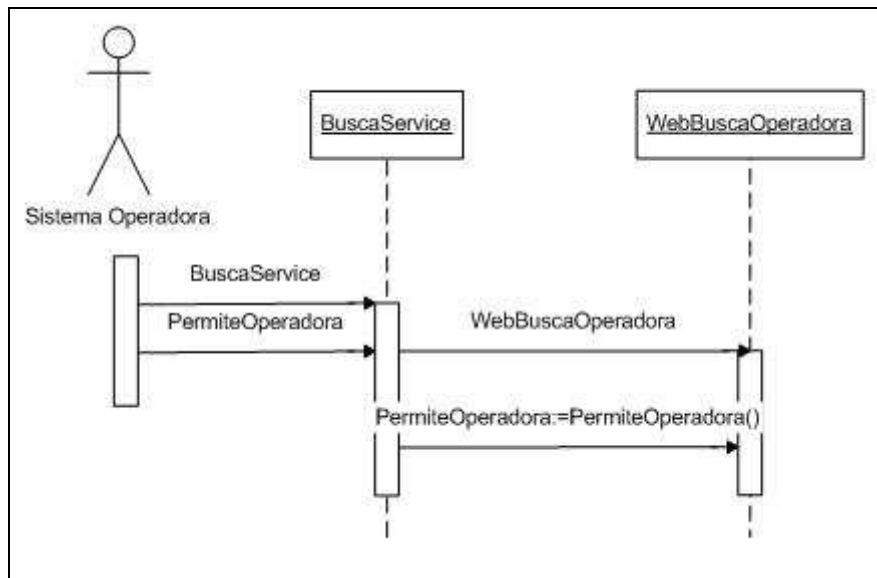 BuscaService
WebBuscaOperadora
Sistema Operadora
BuscaService
PermiteOperadora
WebBuscaOperadora
PermiteOperadora:=PermiteOperadora()